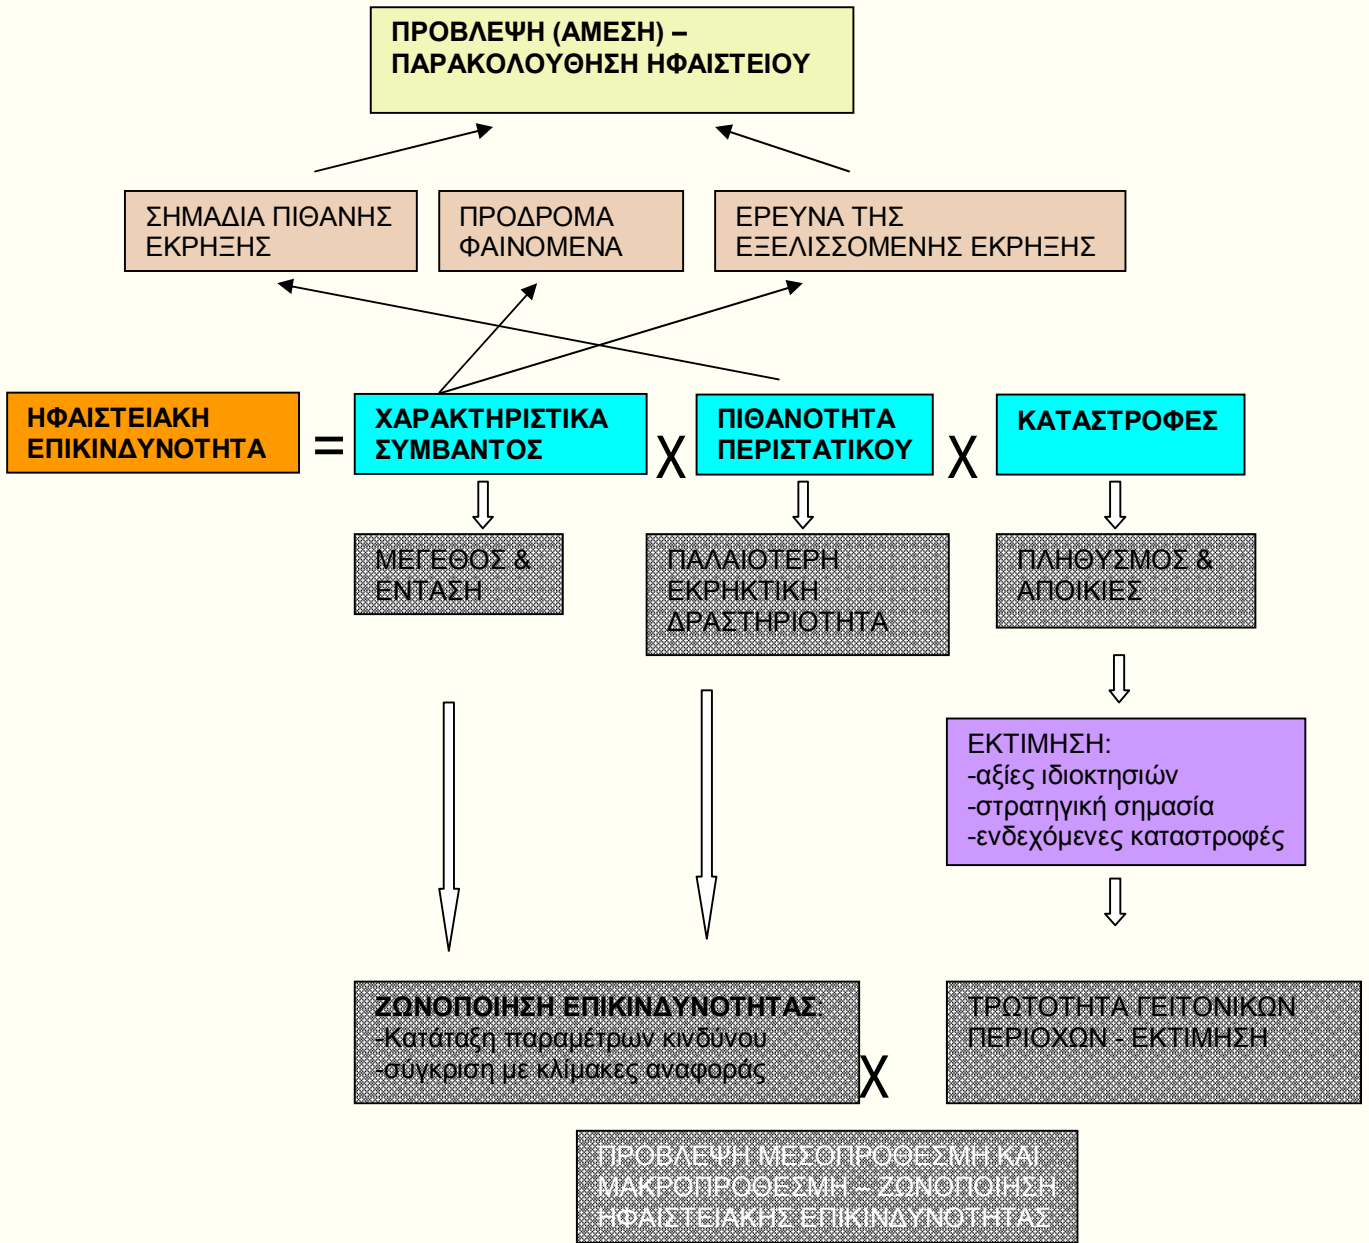 ΠΡΟΒΛΕΨΗ (ΑΜΕΣΗ) –
ΠΑΡΑΚΟΛΟΥΘΗΣΗ ΗΦΑΙΣΤΕΙΟΥ
ΣΗΜΑΔΙΑ ΠΙΘΑΝΗΣ
ΕΚΡΗΞΗΣ
ΠΡΟΔΡΟΜΑ
ΦΑΙΝΟΜΕΝΑ
ΕΡΕΥΝΑ ΤΗΣ
ΕΞΕΛΙΣΣΟΜΕΝΗΣ ΕΚΡΗΞΗΣ
ΗΦΑΙΣΤΕΙΑΚΗ
ΕΠΙΚΙΝΔΥΝΟΤΗΤΑ
=
ΧΑΡΑΚΤΗΡΙΣΤΙΚΑ
ΣΥΜΒΑΝΤΟΣ
X
ΠΙΘΑΝΟΤΗΤΑ
ΠΕΡΙΣΤΑΤΙΚΟΥ
X
ΚΑΤΑΣΤΡΟΦΕΣ
ΜΕΓΕΘΟΣ &
ΕΝΤΑΣΗ
ΠΑΛΑΙΟΤΕΡΗ
ΕΚΡΗΚΤΙΚΗ
ΔΡΑΣΤΗΡΙΟΤΗΤΑ
ΠΛΗΘΥΣΜΟΣ &
ΑΠΟΙΚΙΕΣ
ΕΚΤΙΜΗΣΗ:
-αξίες ιδιοκτησιών
-στρατηγική σημασία
-ενδεχόμενες καταστροφές
ΖΩΝΟΠΟΙΗΣΗ ΕΠΙΚΙΝΔΥΝΟΤΗΤΑΣ:
-Κατάταξη παραμέτρων κινδύνου
-σύγκριση με κλίμακες αναφοράς
X
ΤΡΩΤΟΤΗΤΑ ΓΕΙΤΟΝΙΚΩΝ
ΠΕΡΙΟΧΩΝ - ΕΚΤΙΜΗΣΗ
ΠΡΟΒΛΕΨΗ ΜΕΣΟΠΡΟΘΕΣΜΗ ΚΑΙ
ΜΑΚΡΟΠΡΟΘΕΣΜΗ – ΖΩΝΟΠΟΙΗΣΗ
ΗΦΑΙΣΤΕΙΑΚΗΣ ΕΠΙΚΙΝΔΥΝΟΤΗΤΑΣ